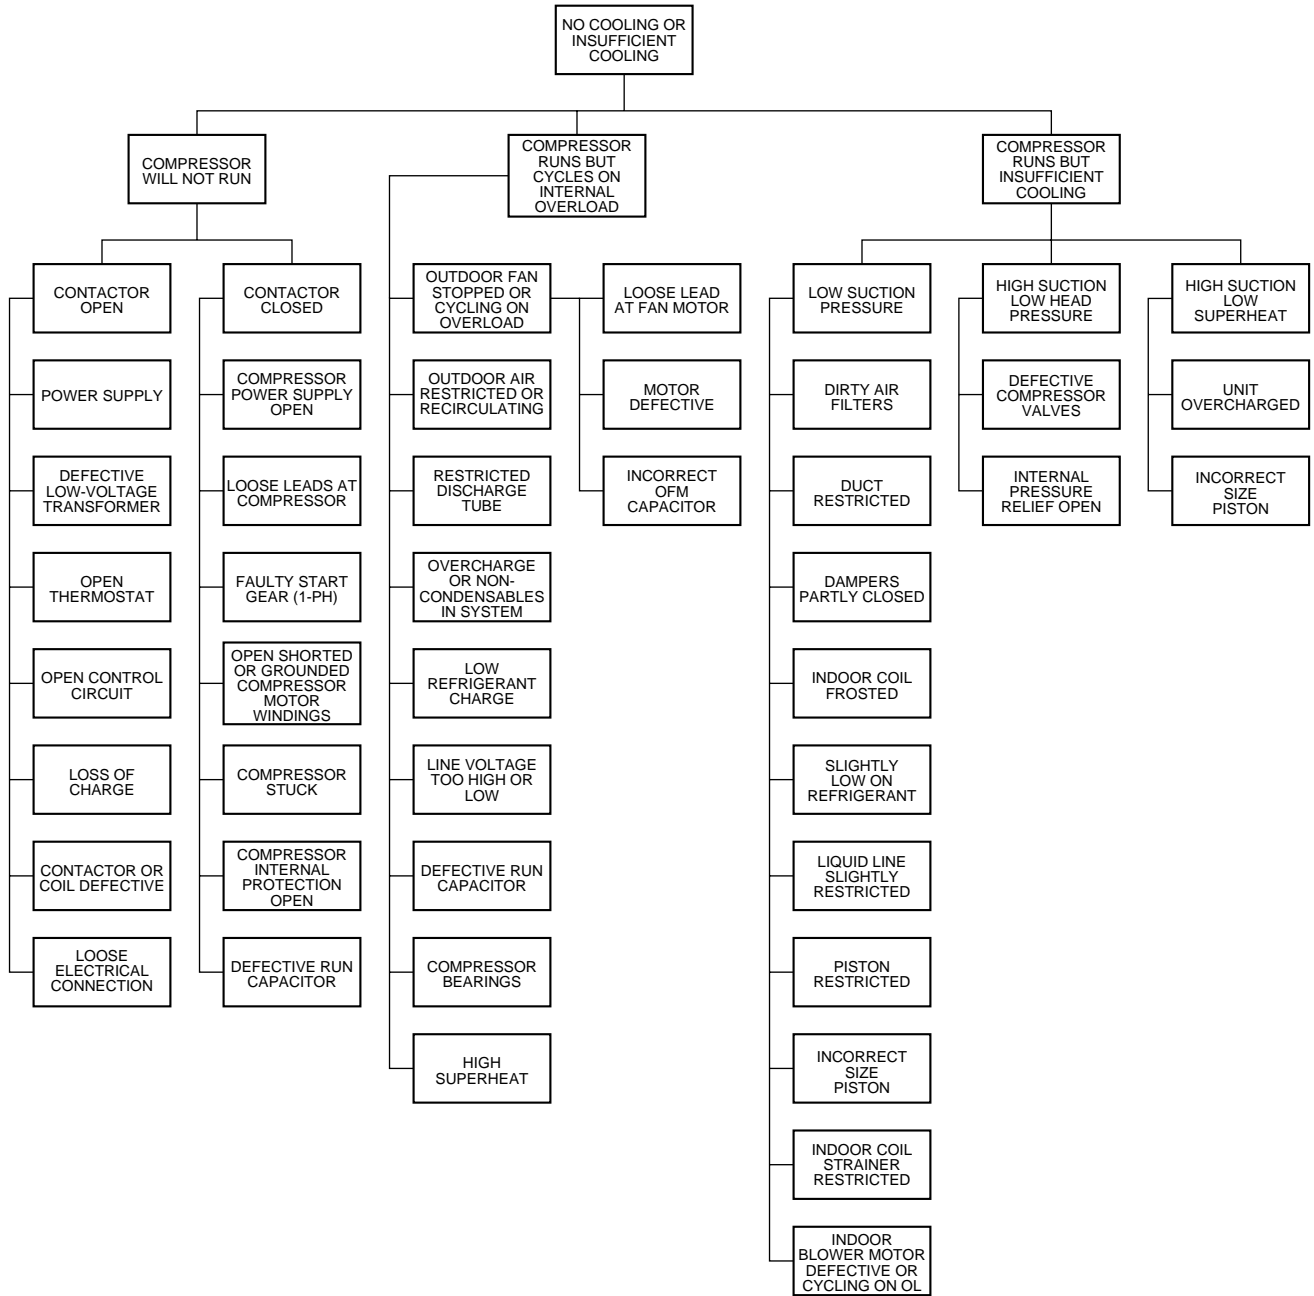 NO COOLING OR
INSUFFICIENT
COOLING
COMPRESSOR
WILL NOT RUN
COMPRESSOR
RUNS BUT
CYCLES ON
INTERNAL
OVERLOAD
COMPRESSOR
RUNS BUT
INSUFFICIENT
COOLING
CONTACTOR
OPEN
POWER SUPPLY
DEFECTIVE
LOW-VOLTAGE
TRANSFORMER
OPEN
THERMOSTAT
OPEN CONTROL
CIRCUIT
LOSS OF
CHARGE
CONTACTOR OR
COIL DEFECTIVE
LOOSE
ELECTRICAL
CONNECTION
CONTACTOR
CLOSED
COMPRESSOR
POWER SUPPLY
OPEN
LOOSE LEADS AT
COMPRESSOR
FAULTY START
GEAR (1-PH)
OPEN SHORTED
OR GROUNDED
COMPRESSOR
MOTOR
WINDINGS
COMPRESSOR
STUCK
COMPRESSOR
INTERNAL
PROTECTION
OPEN
DEFECTIVE RUN
CAPACITOR
OUTDOOR FAN
STOPPED OR
CYCLING ON
OVERLOAD
OUTDOOR AIR
RESTRICTED OR
RECIRCULATING
RESTRICTED
DISCHARGE
TUBE
OVERCHARGE
OR NON-
CONDENSABLES
IN SYSTEM
LOW
REFRIGERANT
CHARGE
LINE VOLTAGE
TOO HIGH OR
LOW
DEFECTIVE RUN
CAPACITOR
COMPRESSOR
BEARINGS
HIGH
SUPERHEAT
LOOSE LEAD
AT FAN MOTOR
MOTOR
DEFECTIVE
INCORRECT
OFM
CAPACITOR
LOW SUCTION
PRESSURE
DIRTY AIR
FILTERS
DUCT
RESTRICTED
DAMPERS
PARTLY CLOSED
INDOOR COIL
FROSTED
SLIGHTLY
LOW ON
REFRIGERANT
LIQUID LINE
SLIGHTLY
RESTRICTED
PISTON
RESTRICTED
INCORRECT
SIZE
PISTON
INDOOR COIL
STRAINER
RESTRICTED
INDOOR
BLOWER MOTOR
DEFECTIVE OR
CYCLING ON OL
HIGH SUCTION
LOW HEAD
PRESSURE
DEFECTIVE
COMPRESSOR
VALVES
INTERNAL
PRESSURE
RELIEF OPEN
HIGH SUCTION
LOW
SUPERHEAT
UNIT
OVERCHARGED
INCORRECT
SIZE
PISTON